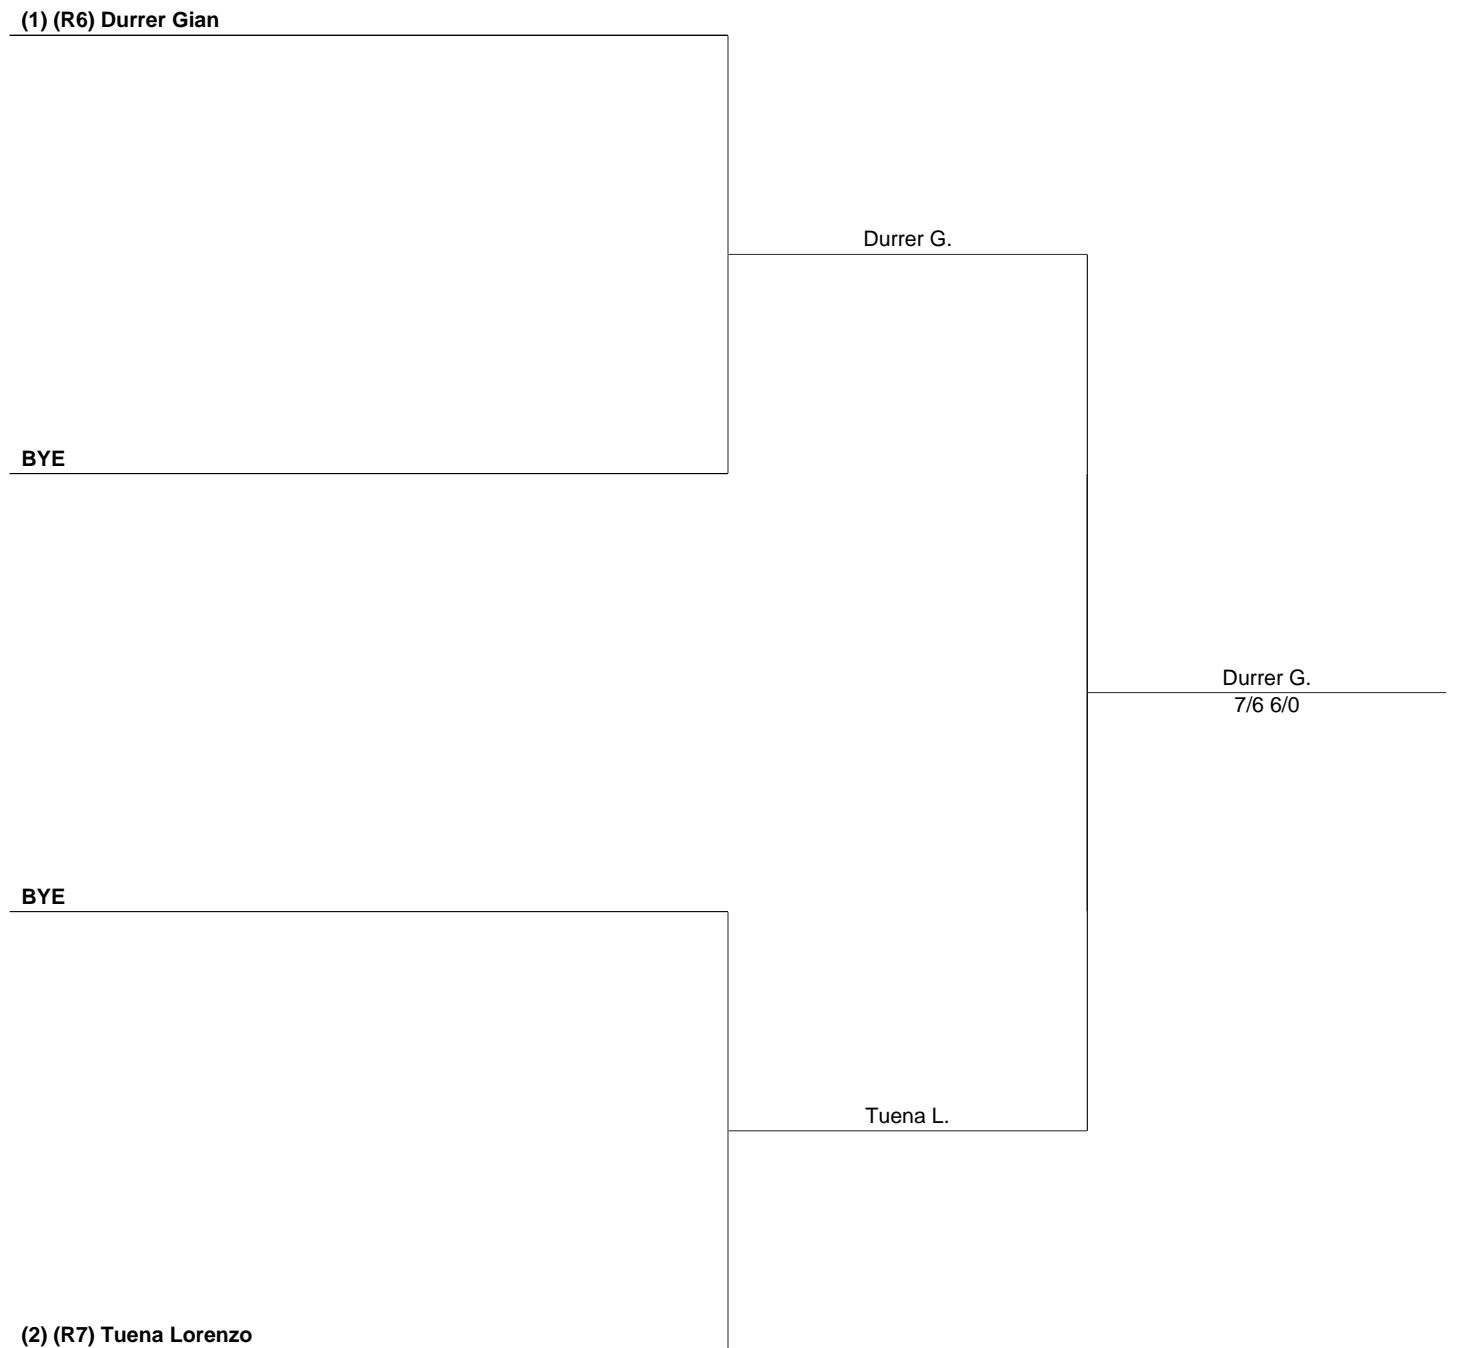 (1) (R6) Durrer Gian
Durrer G.
BYE
Durrer G.
7/6 6/0
BYE
Tuena L.
(2) (R7) Tuena Lorenzo